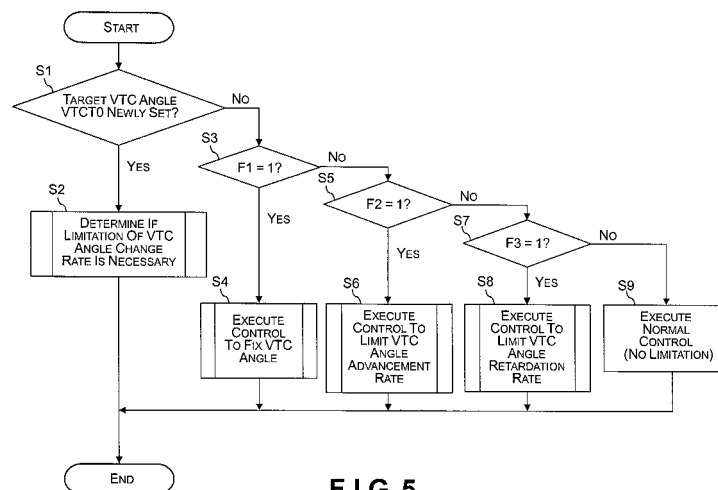 START
S1
TARGET VTC ANGLE
VTCT0 NEWLY SET?
NO
YES
S2
DETERMINE IF
LIMITATION OF VTC
ANGLE CHANGE
RATE IS NECESSARY
S3
F1 = 1?
NO
YES
S4
EXECUTE
CONTROL
TO FIX VTC
ANGLE
S5
F2 = 1?
NO
YES
S6
EXECUTE
CONTROL TO
LIMIT VTC
ANGLE
ADVANCEMENT
RATE
S7
F3 = 1?
NO
YES
S8
EXECUTE
CONTROL TO
LIMIT VTC
ANGLE
RETARDATION
RATE
S9
EXECUTE
NORMAL
CONTROL
(NO LIMITATION)
END
FIG. 5